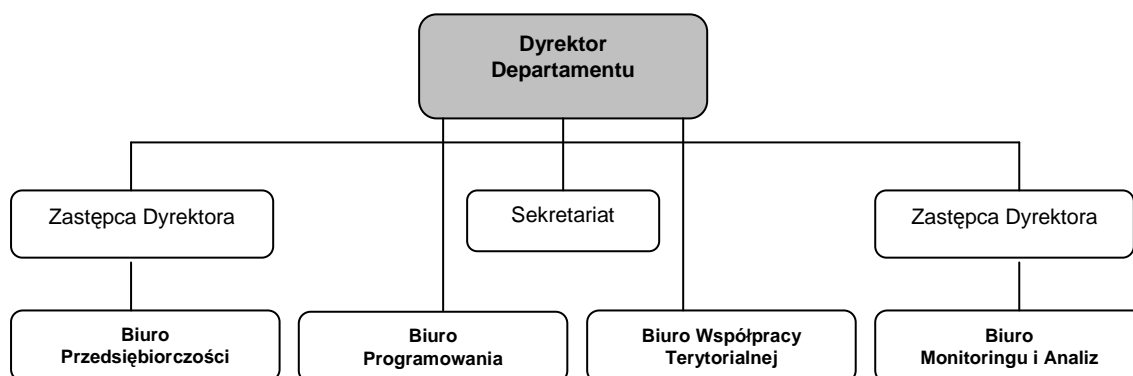 Dyrektor
Departamentu
Zastępca Dyrektora
Sekretariat
Zastępca Dyrektora
Biuro
Przedsiębiorczości
Biuro
Programowania
Biuro Współpracy
Terytorialnej
Biuro
Monitoringu i Analiz